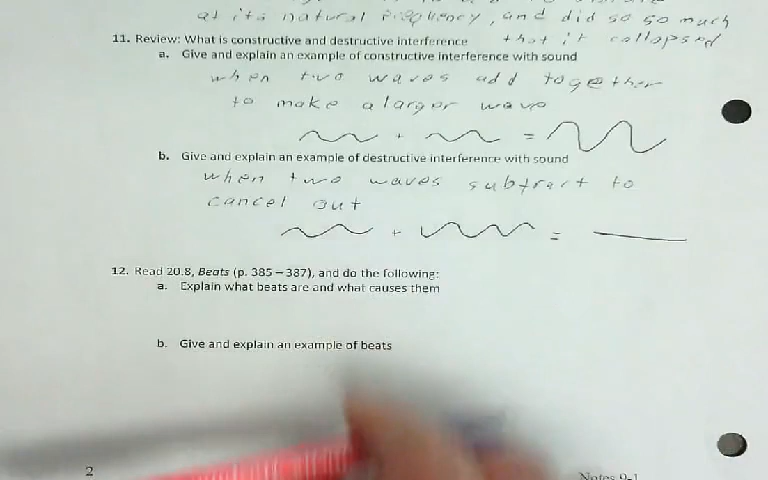 at its natural frequency, and did so so much
that it collapsed
11. Review: What is constructive and destructive interference
a. Give and explain an example of constructive interference with sound
when two waves add together
to make a larger wave
+ =
b. Give and explain an example of destructive interference with sound
when two waves subtract to
cancel out
+ =
12. Read 20.8, Beats (p. 385 – 387), and do the following:
a. Explain what beats are and what causes them
b. Give and explain an example of beats
2
Notes 9-1